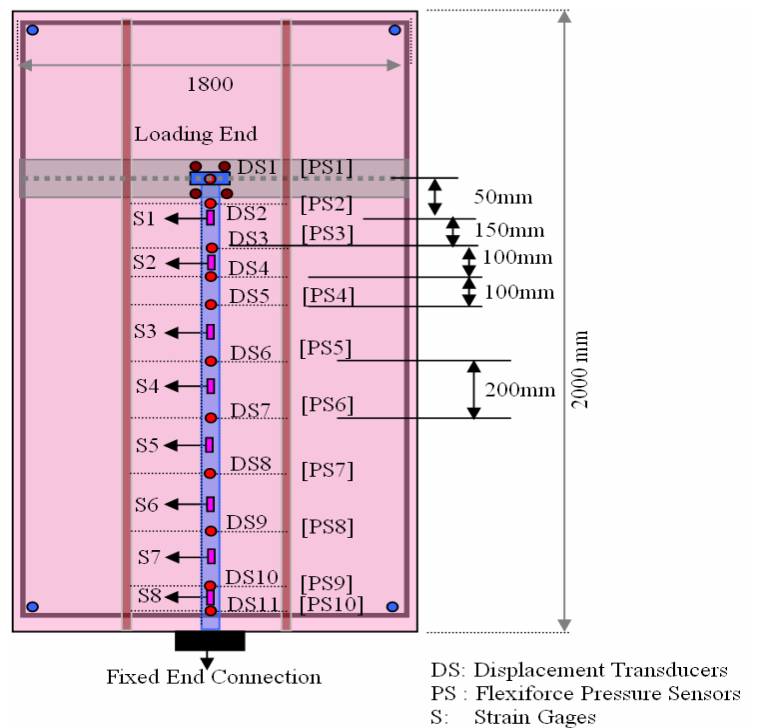 1800
Loading End
DS1 [PS1]
50mm
[PS2]
S1 DS2
150mm
DS3 [PS3]
100mm
S2 DS4
100mm
DS5 [PS4]
S3
DS6 [PS5]
S4
200mm
DS7 [PS6]
S5
DS8 [PS7]
S6
DS9 [PS8]
S7
DS10 [PS9]
S8
DS11 [PS10]
2000 mm
Fixed End Connection
DS: Displacement Transducers
PS : Flexiforce Pressure Sensors
S: Strain Gages